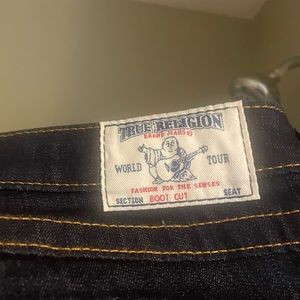 TRUE RELIGION
BRAND JEANS®
WORLD TOUR
FASHION FOR THE SENSES
SECTION BOOT CUT SEAT